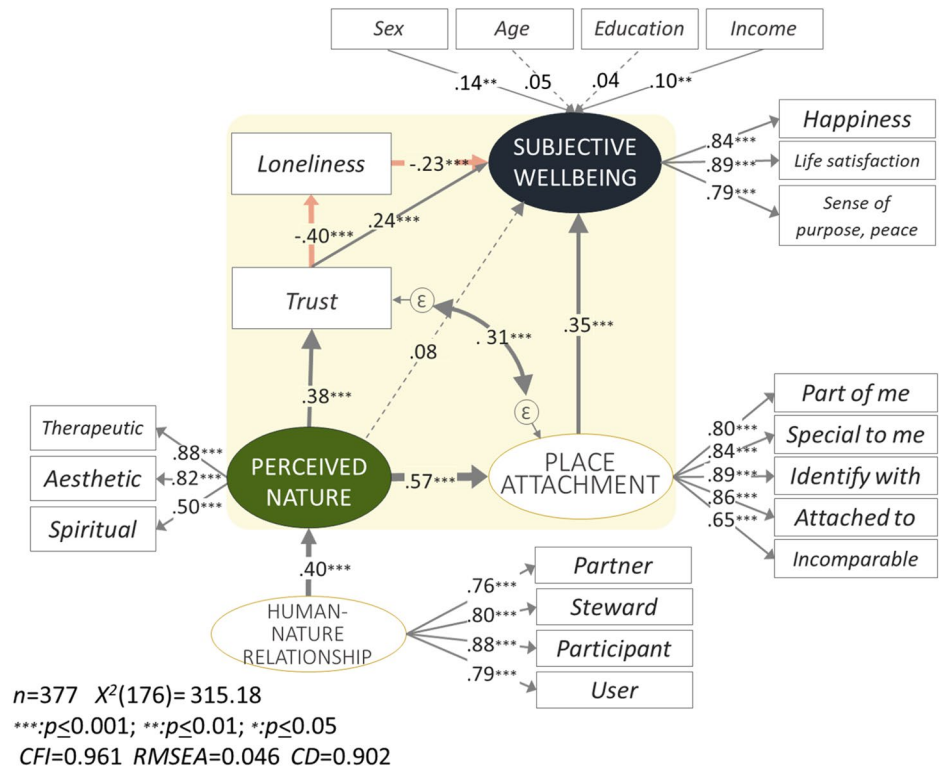 Sex
Age
Education
Income
.14**
.05
.04
.10**
Happiness
Life satisfaction
Sense of
purpose, peace
.84***
.89***
.79***
SUBJECTIVE
WELLBEING
Loneliness
-.23***
.24***
-.40***
Trust
ε
.31***
.35***
.08
.38***
ε
Therapeutic
Aesthetic
Spiritual
.88***
.82***
.50***
PERCEIVED
NATURE
.57***
PLACE
ATTACHMENT
.80***
.84***
.89***
.86***
.65***
Part of me
Special to me
Identify with
Attached to
Incomparable
.40***
HUMAN-
NATURE
RELATIONSHIP
.76***
.80***
.88***
.79***
Partner
Steward
Participant
User
n=377 X²(176)= 315.18
***:p≤0.001; **:p≤0.01; *:p≤0.05
CFI=0.961 RMSEA=0.046 CD=0.902